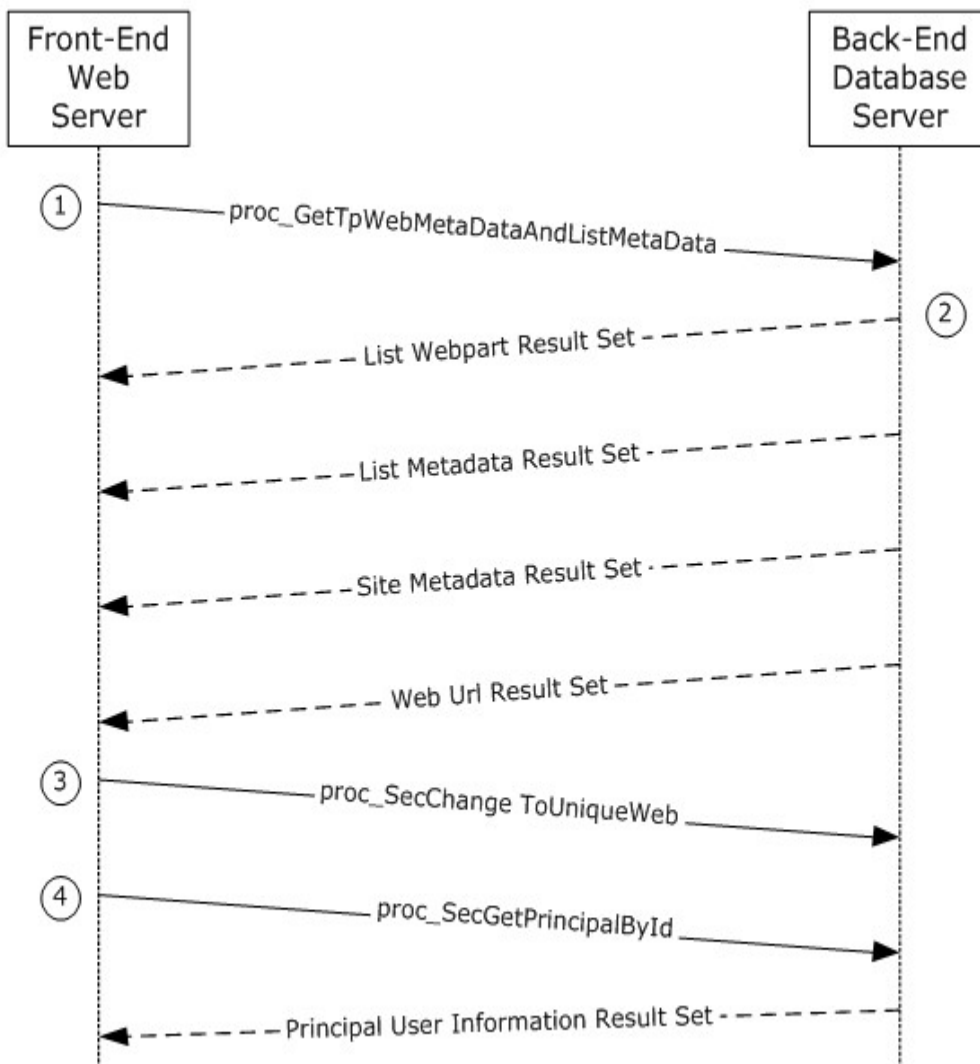 Front-End
Web
Server
Back-End
Database
Server
1
proc_GetTpWebMetaDataAndListMetaData
2
List Webpart Result Set
List Metadata Result Set
Site Metadata Result Set
Web Url Result Set
3
proc_SecChange ToUniqueWeb
4
proc_SecGetPrincipalById
Principal User Information Result Set